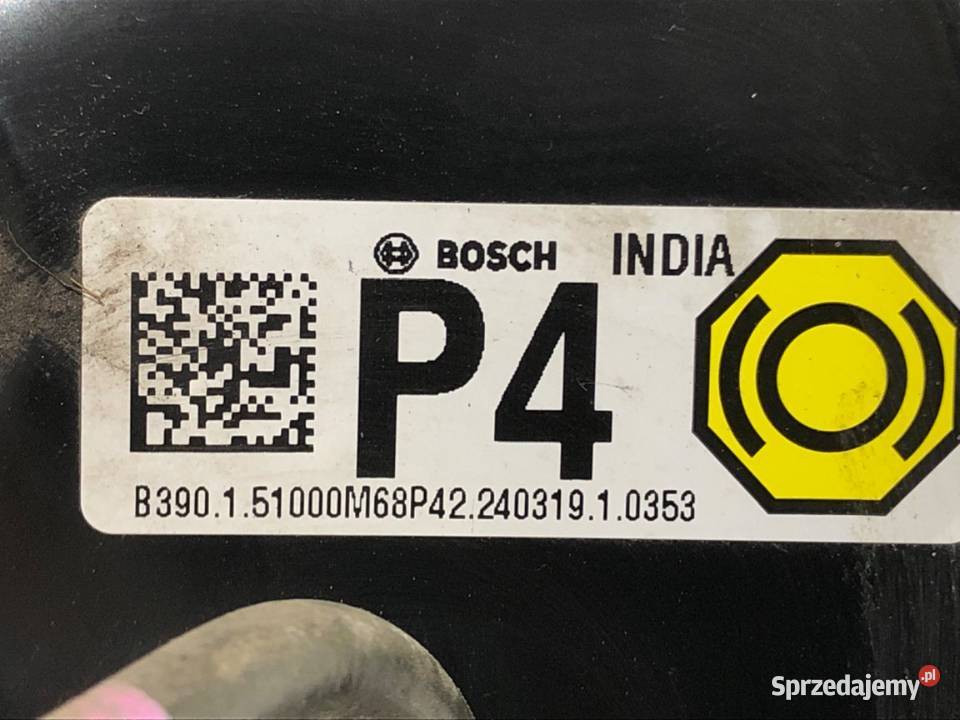 BOSCH INDIA
P4
B390.1.51000M68P42.240319.1.0353
Sprzedajemy.pl